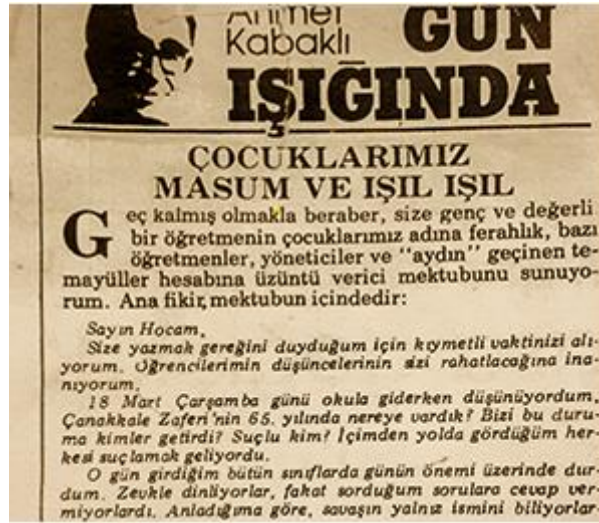 Ahmet
Kabaklı GÜN
IŞIĞINDA
ÇOCUKLARIMIZ
MASUM VE IŞIL IŞIL
Geç kalmış olmakla beraber, size genç ve değerli
bir öğretmenin çocuklarımız adına ferahlık, bazı
öğretmenler, yöneticiler ve "aydın" geçinen te-
mayüller hesabına üzüntü verici mektubunu sunuyo-
rum. Ana fikir, mektubun içindedir:
Sayın Hocam,
Size yazmak gereğini duyduğum için kıymetli vaktinizi alı-
yorum. Öğrencilerimin düşüncelerinin sizi rahatlacağına ina-
nıyorum.
18 Mart Çarşamba günü okula giderken düşünüyordum,
Çanakkale Zaferi'nin 65. yılında nereye vardık? Bizi bu duru-
ma kimler getirdi? Suçlu kim? İçimden yolda gördüğüm her-
kesi suçlamak geliyordu.
O gün girdiğim bütün sınıflarda günün önemi üzerinde dur-
dum. Zevkle dinliyorlar, fakat sorduğum sorulara cevap ver-
miyorlardı. Anladığıma göre, savaşın yalnız ismini biliyorlar